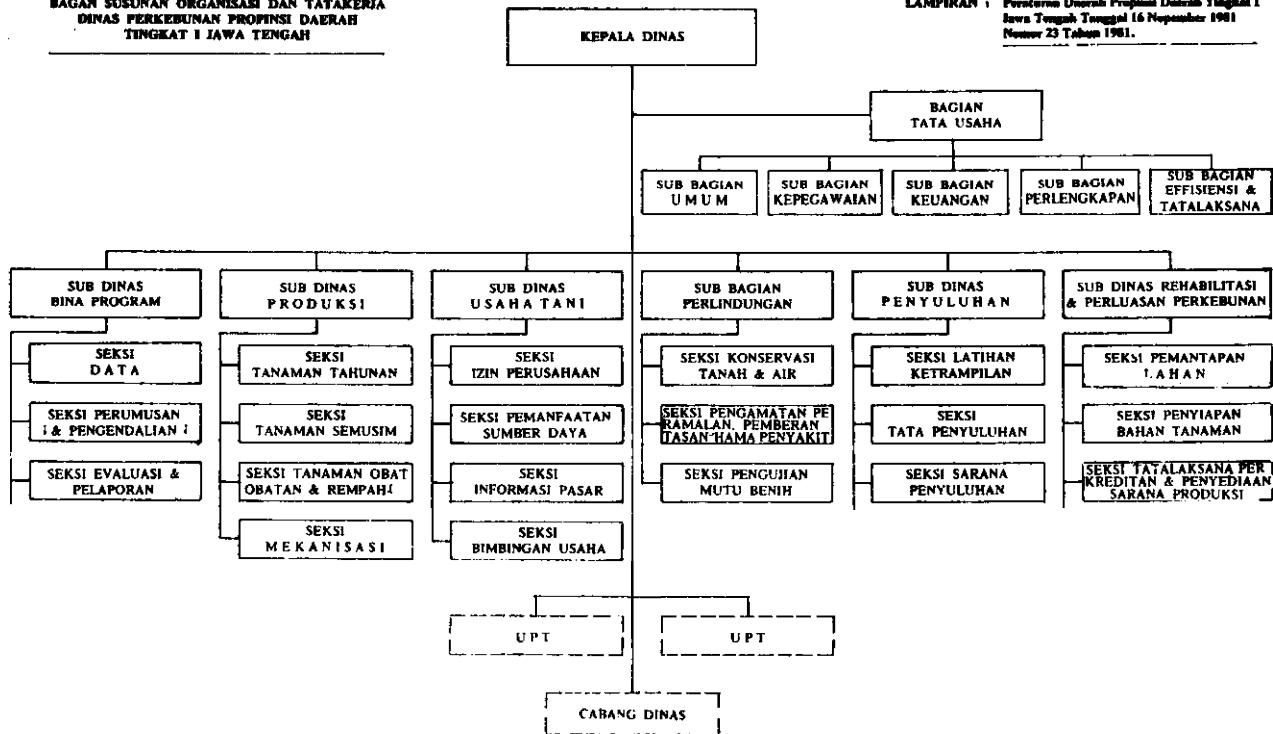 BAGAN SUSUNAN ORGANISASI DAN TATAKERJA
DINAS PERKEBUNAN PROPINSI DAERAH
TINGKAT I JAWA TENGAH
LAMPIRAN : Peraturan Daerah Propinsi Daerah Tingkat I
Jawa Tengah Tanggal 16 Nopember 1981
Nomor 23 Tahun 1981.
KEPALA DINAS
BAGIAN
TATA USAHA
SUB BAGIAN
UMUM
SUB BAGIAN
KEPEGAWAIAN
SUB BAGIAN
KEUANGAN
SUB BAGIAN
PERLENGKAPAN
SUB BAGIAN
EFFISIENSI &
TATALAKSANA
SUB DINAS
BINA PROGRAM
SUB DINAS
PRODUKSI
SUB DINAS
USAHATANI
SUB BAGIAN
PERLINDUNGAN
SUB DINAS
PENYULUHAN
SUB DINAS REHABILITASI
& PERLUASAN PERKEBUNAN
SEKSI
DATA
SEKSI PERUMUSAN
& PENGENDALIAN
SEKSI EVALUASI &
PELAPORAN
SEKSI
TANAMAN TAHUNAN
SEKSI
TANAMAN SEMUSIM
SEKSI TANAMAN OBAT
OBATAN & REMPAH
SEKSI
MEKANISASI
SEKSI
IZIN PERUSAHAAN
SEKSI PEMANFAATAN
SUMBER DAYA
SEKSI
INFORMASI PASAR
SEKSI
BIMBINGAN USAHA
SEKSI KONSERVASI
TANAH & AIR
SEKSI PENGAMATAN PE
RAMALAN, PEMBERAN
TASAN HAMA PENYAKIT
SEKSI PENGUJIAN
MUTU BENIH
SEKSI LATIHAN
KETRAMPILAN
SEKSI
TATA PENYULUHAN
SEKSI SARANA
PENYULUHAN
SEKSI PEMANTAPAN
LAHAN
SEKSI PENYIAPAN
BAHAN TANAMAN
SEKSI TATALAKSANA PER
KREDITAN & PENYEDIAAN
SARANA PRODUKSI
UPT
UPT
CABANG DINAS